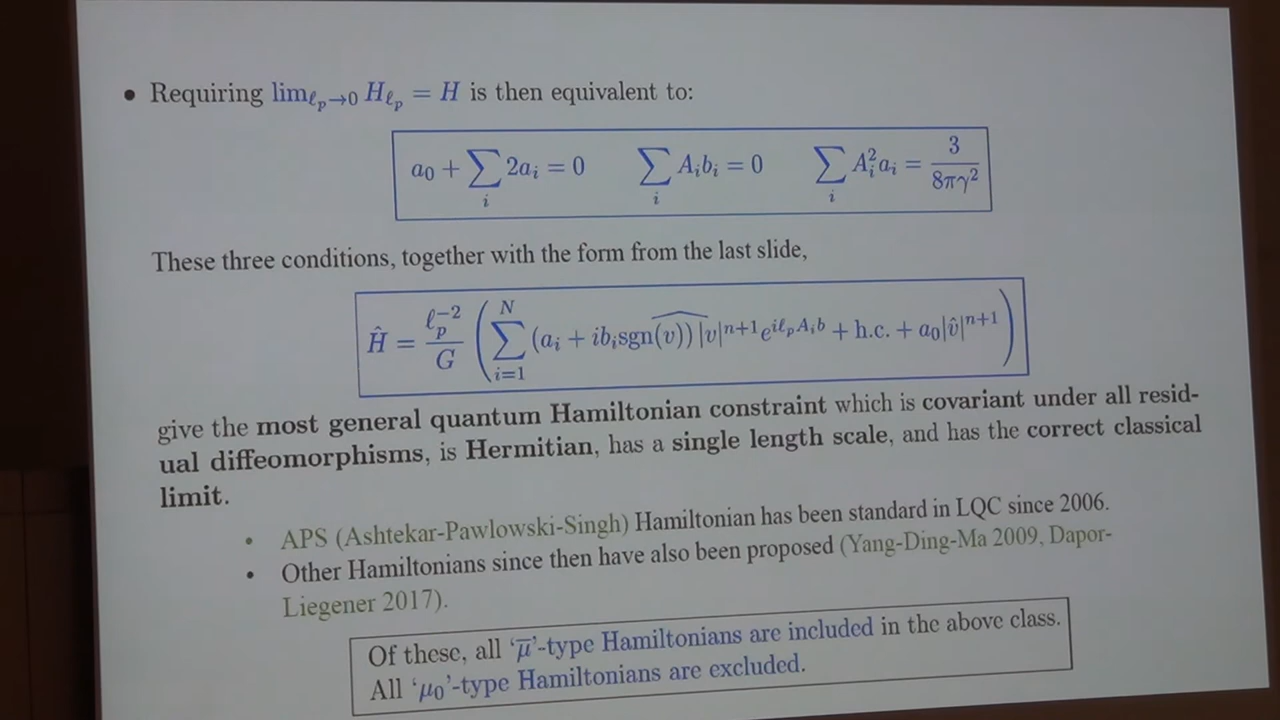 • Requiring lim_{ℓ_p→0} H_{ℓ_p} = H is then equivalent to:
a_0 + ∑_i 2a_i = 0    ∑_i A_i b_i = 0    ∑_i A_i^2 a_i = 3/(8πγ^2)
These three conditions, together with the form from the last slide,
Ĥ = (ℓ_p^{-2}/G) (∑_{i=1}^{N} (a_i + ib_i \widehat{sgn(v)) |v|}^{n+1} e^{iℓ_p A_i b} + h.c. + a_0|v̂|^{n+1})
give the most general quantum Hamiltonian constraint which is covariant under all resid-
ual diffeomorphisms, is Hermitian, has a single length scale, and has the correct classical
limit.
• APS (Ashtekar-Pawlowski-Singh) Hamiltonian has been standard in LQC since 2006.
• Other Hamiltonians since then have also been proposed (Yang-Ding-Ma 2009, Dapor-
Liegener 2017).
Of these, all ‘μ̅’-type Hamiltonians are included in the above class.
All ‘μ_0’-type Hamiltonians are excluded.